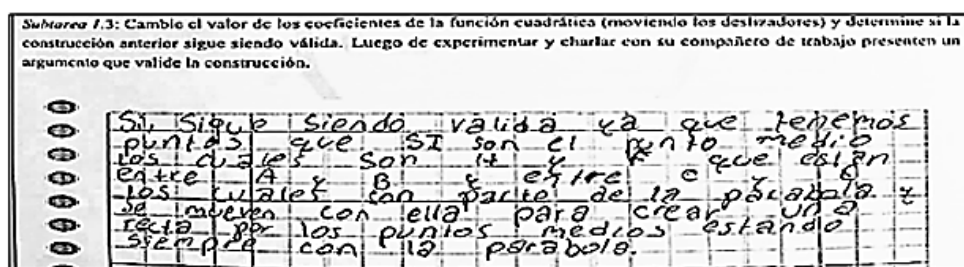 Subtarea 1.3: Cambie el valor de los coeficientes de la función cuadrática (moviendo los deslizadores) y determine si la
construcción anterior sigue siendo válida. Luego de experimentar y charlar con su compañero de trabajo presenten un
argumento que valide la construcción.
Si, sigue siendo valida ya que tenemos
puntos que SI son el punto medio
los cuales son H y K que estan
entre A y B y entre C y
los cuales son parte de la parabola y
se mueven con ella para crear una
recta por los puntos medios estando
siempre con la parabola.